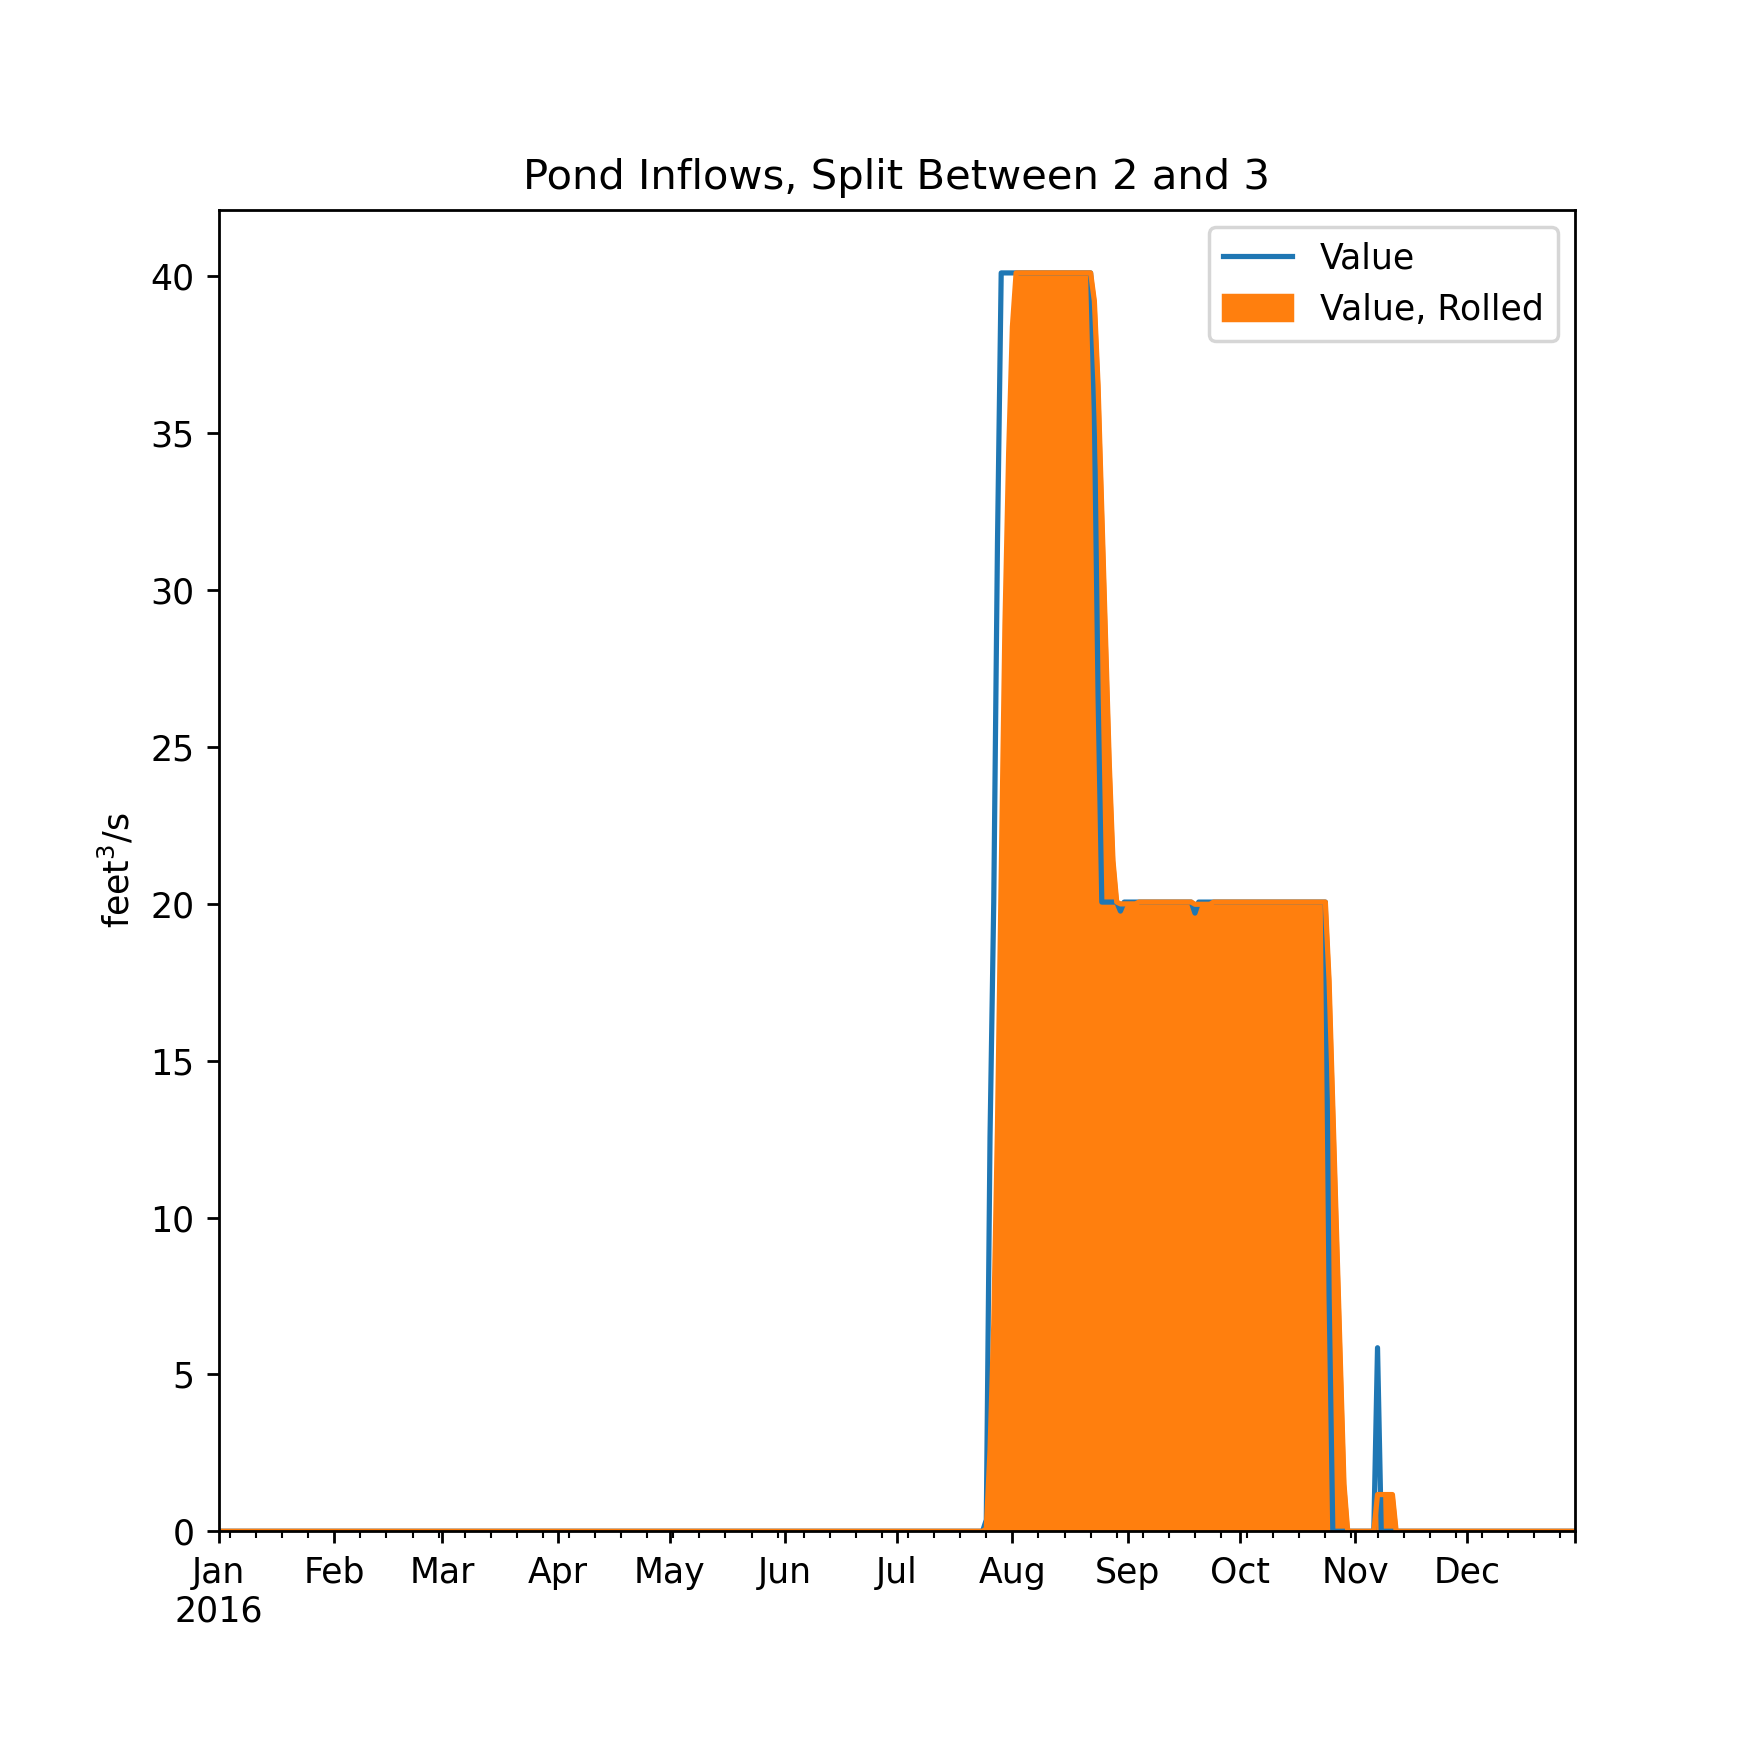 Pond Inflows, Split Between 2 and 3
Value
Value, Rolled
40
35
30
25
20
15
10
5
0
feet³/s
Jan Feb Mar Apr May Jun Jul Aug Sep Oct Nov Dec
2016